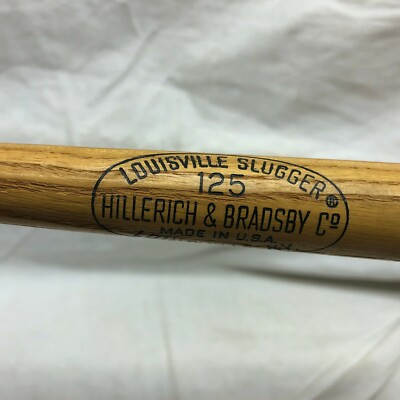 LOUISVILLE SLUGGER®
125
HILLERICH & BRADSBY Cº
MADE IN U.S.A.